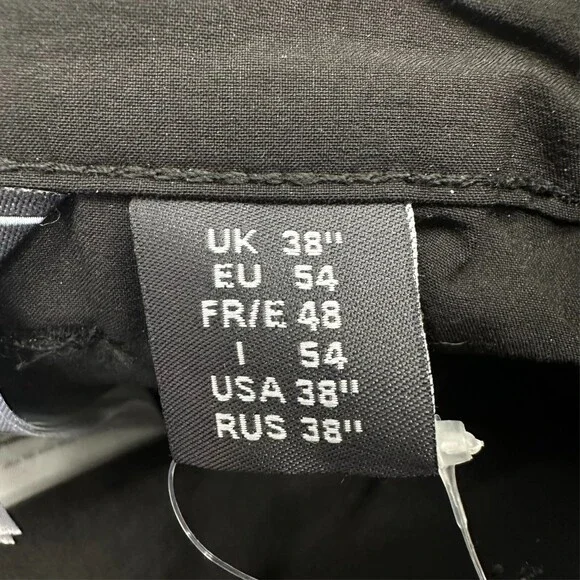 UK 38"
EU 54
FR/E 48
I 54
USA 38"
RUS 38"